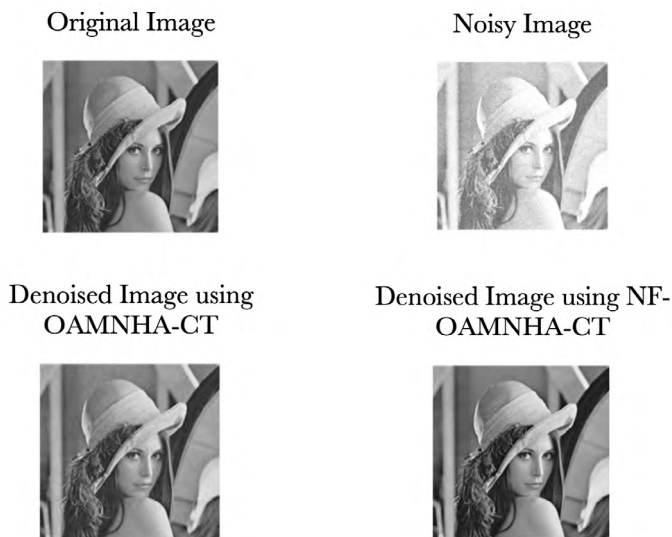 Original Image
Noisy Image
Denoised Image using
OAMNHA-CT
Denoised Image using NF-
OAMNHA-CT